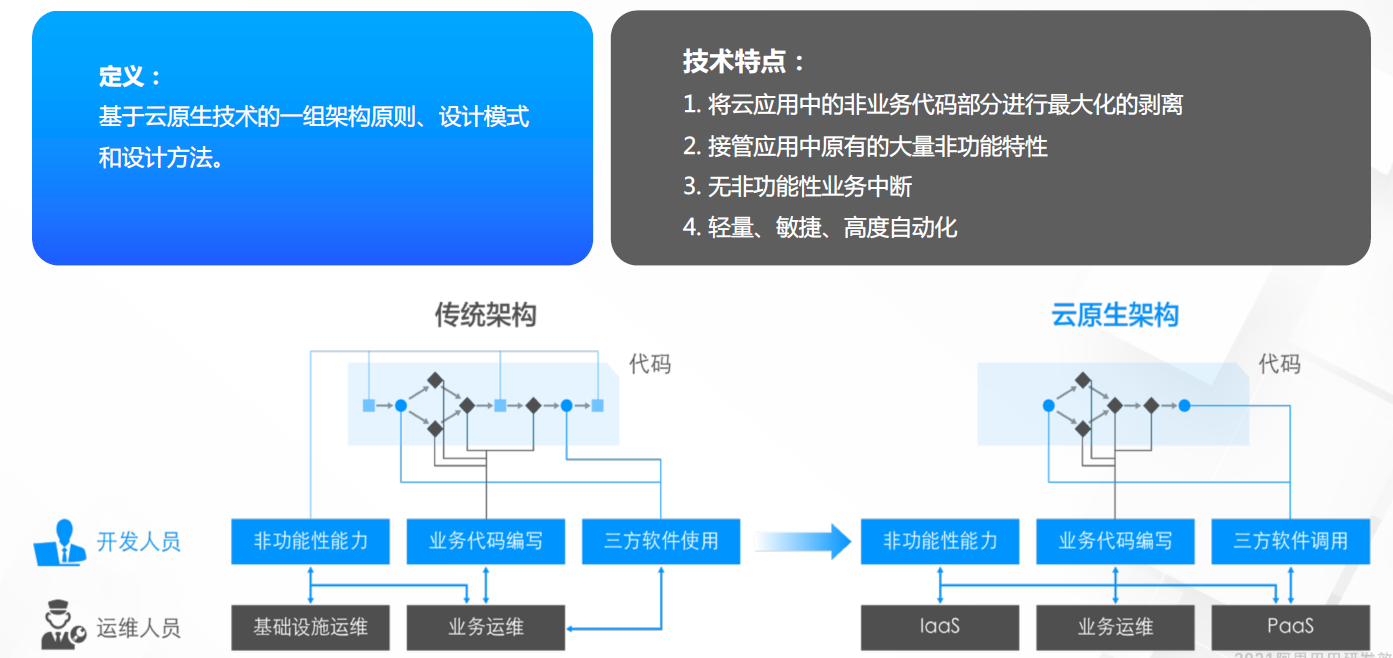 定义：
基于云原生技术的一组架构原则、设计模式
和设计方法。
技术特点：
1. 将云应用中的非业务代码部分进行最大化的剥离
2. 接管应用中原有的大量非功能特性
3. 无非功能性业务中断
4. 轻量、敏捷、高度自动化
传统架构
代码
开发人员
非功能性能力
业务代码编写
三方软件使用
运维人员
基础设施运维
业务运维
云原生架构
代码
非功能性能力
业务代码编写
三方软件调用
IaaS
业务运维
PaaS